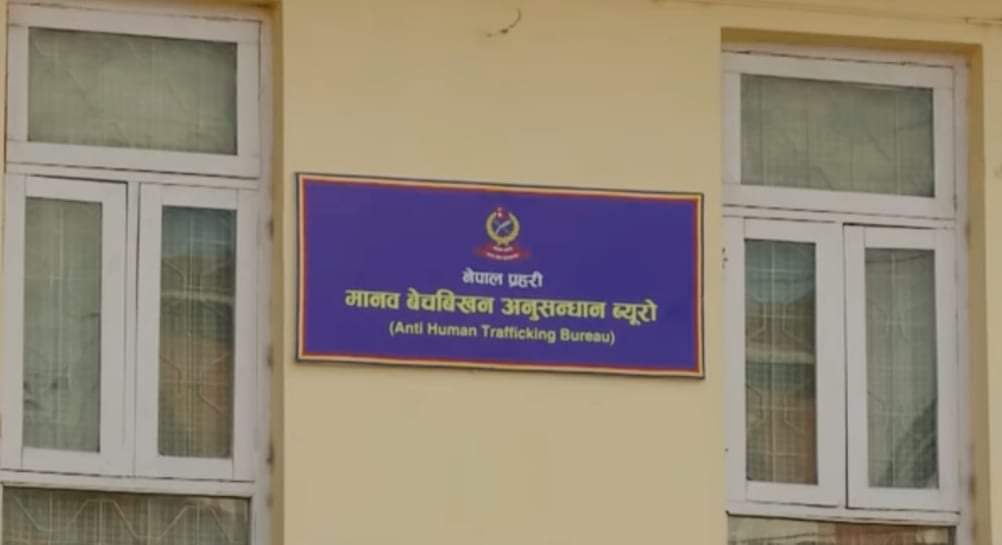 नेपाल प्रहरी
मानव बेचबिखन अनुसन्धान ब्यूरो
(Anti Human Trafficking Bureau)